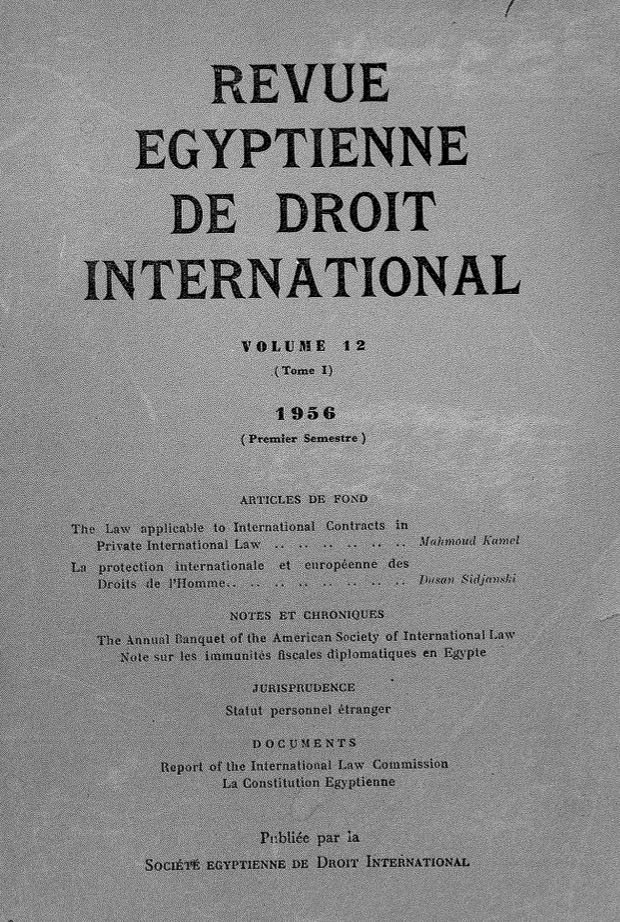 REVUE
EGYPTIENNE
DE DROIT
INTERNATIONAL
VOLUME 12
(Tome I)
1956
(Premier Semestre)
ARTICLES DE FOND
The Law applicable to International Contracts in
Private International Law .. .. .. .. .. .. Mahmoud Kamel
La protection internationale et européenne des
Droits de l'Homme.. .. .. .. .. .. .. .. Dusan Sidjanski
NOTES ET CHRONIQUES
The Annual Banquet of the American Society of International Law
Note sur les immunités fiscales diplomatiques en Egypte
JURISPRUDENCE
Statut personnel étranger
DOCUMENTS
Report of the International Law Commission
La Constitution Egyptienne
Publiée par la
SOCIÉTÉ EGYPTIENNE DE DROIT INTERNATIONAL